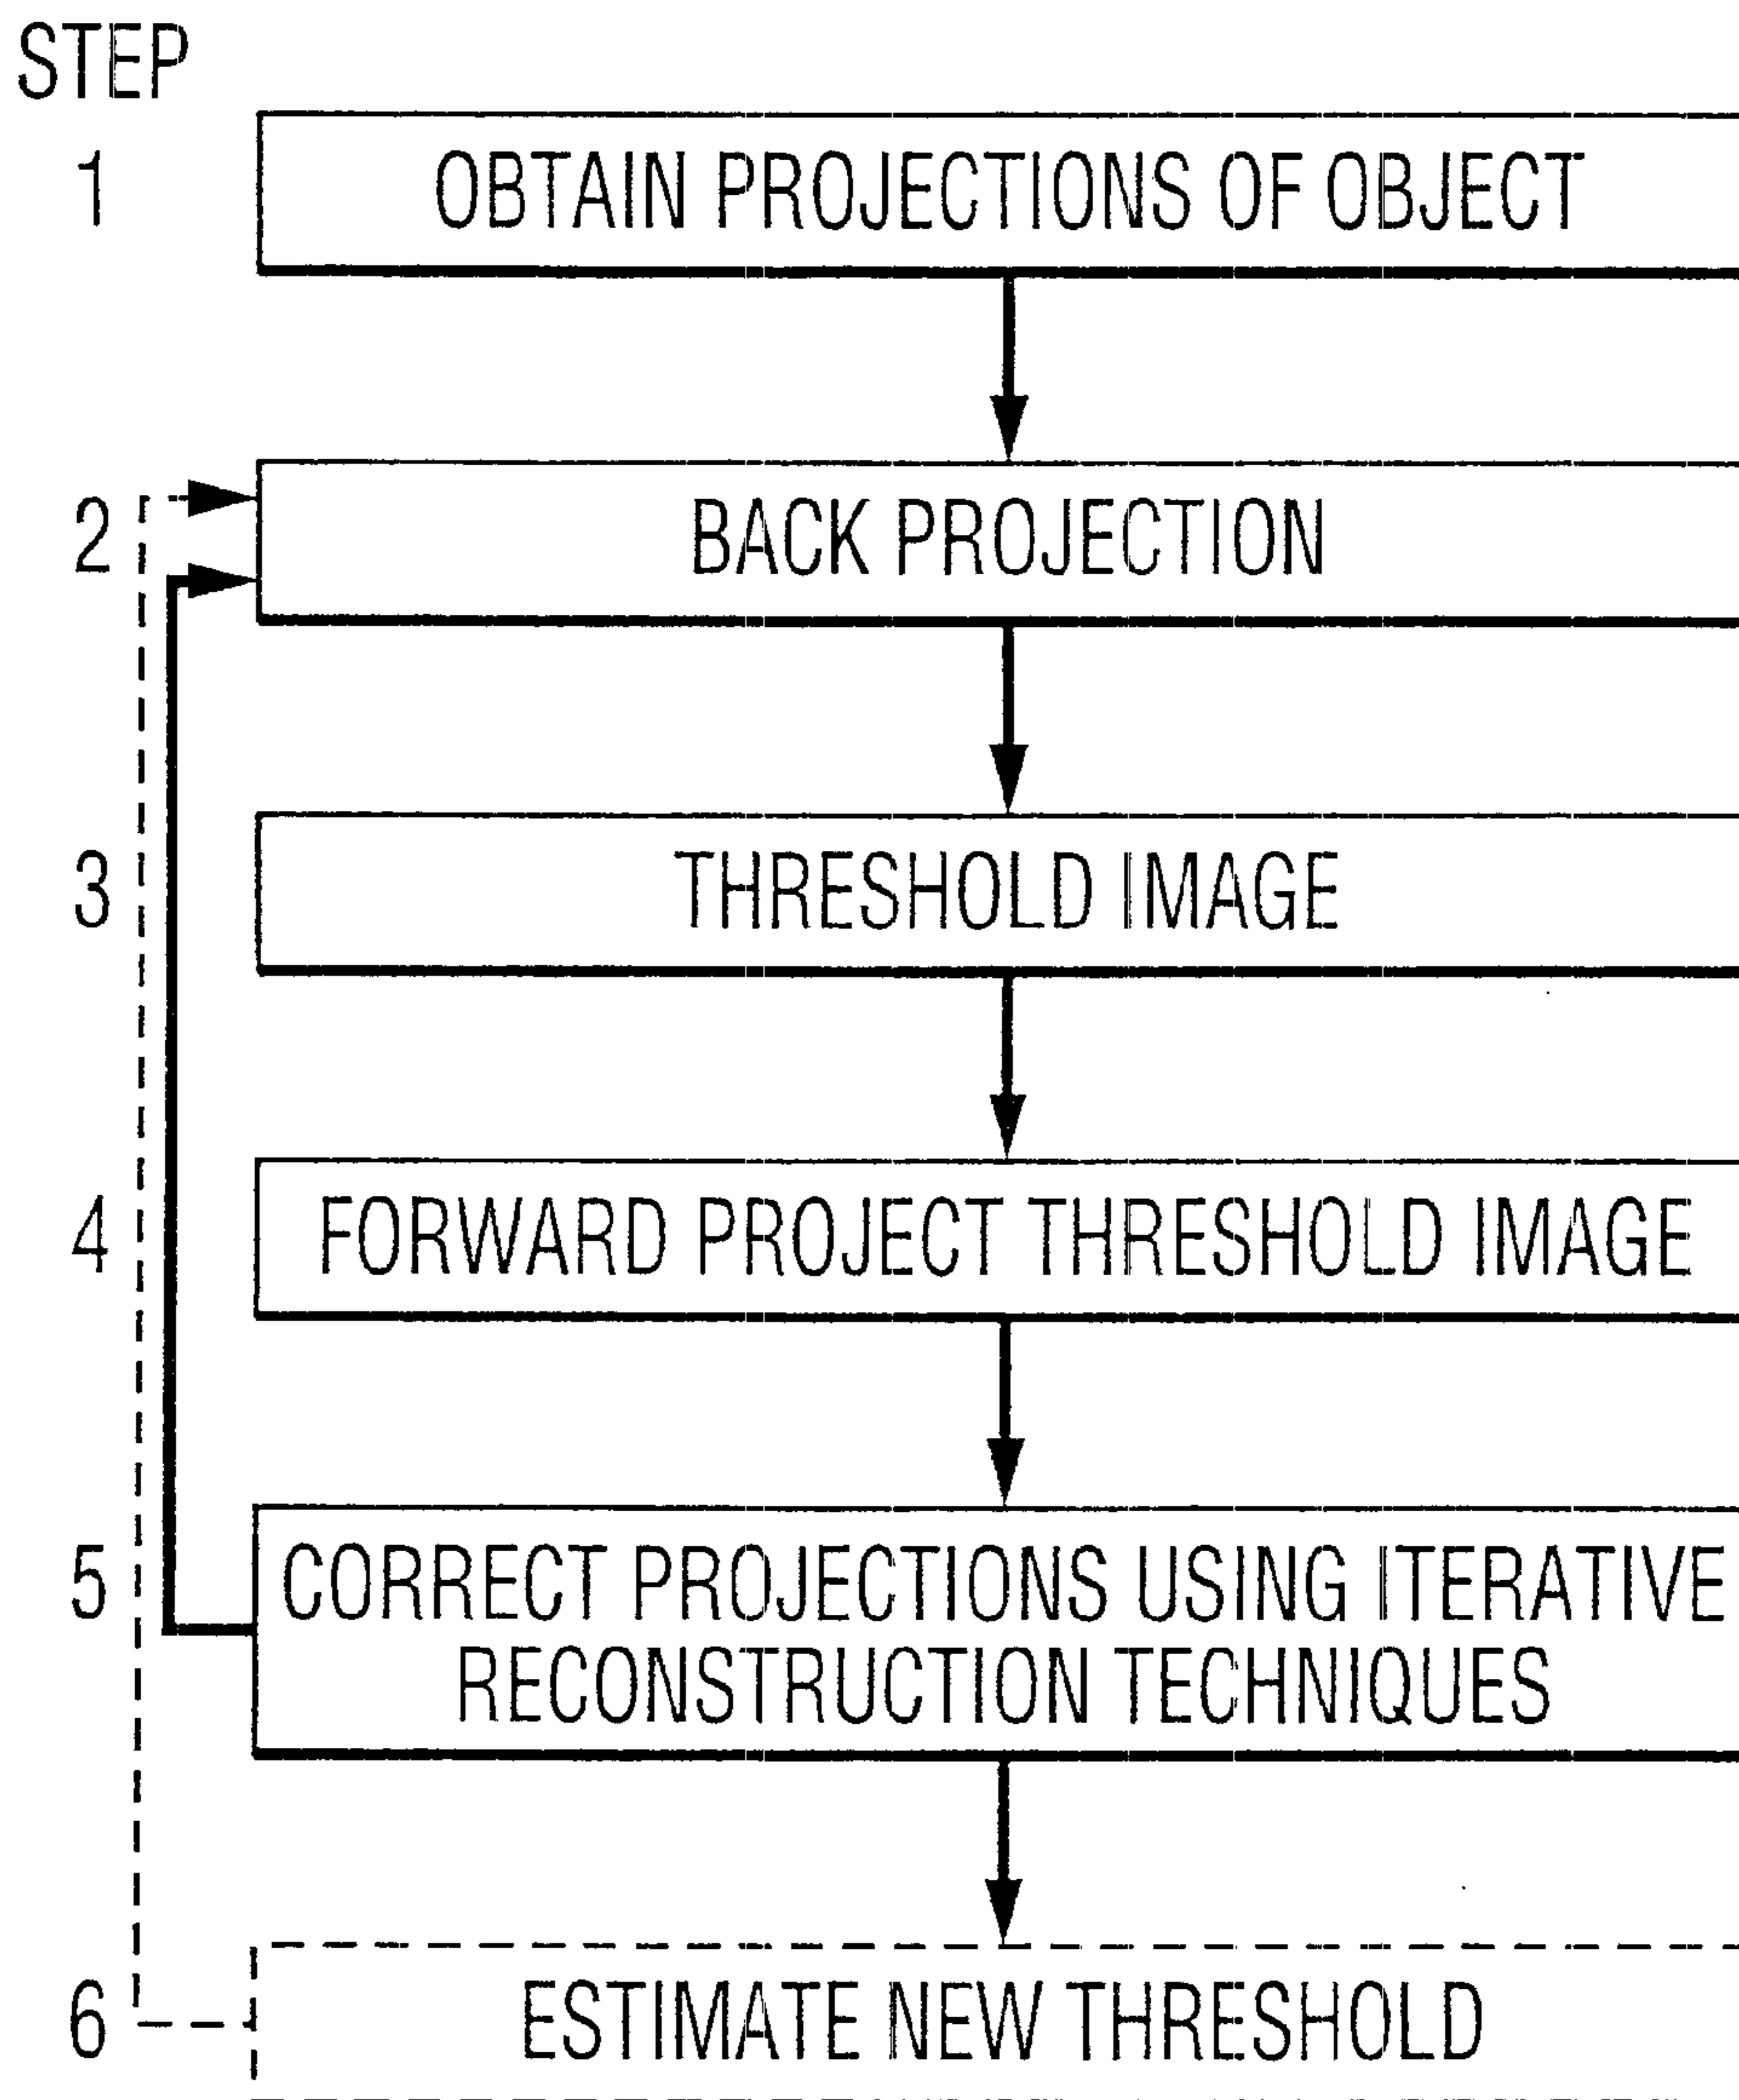 STEP
1 OBTAIN PROJECTIONS OF OBJECT
2 BACK PROJECTION
3 THRESHOLD IMAGE
4 FORWARD PROJECT THRESHOLD IMAGE
5 CORRECT PROJECTIONS USING ITERATIVE
RECONSTRUCTION TECHNIQUES
6 ESTIMATE NEW THRESHOLD